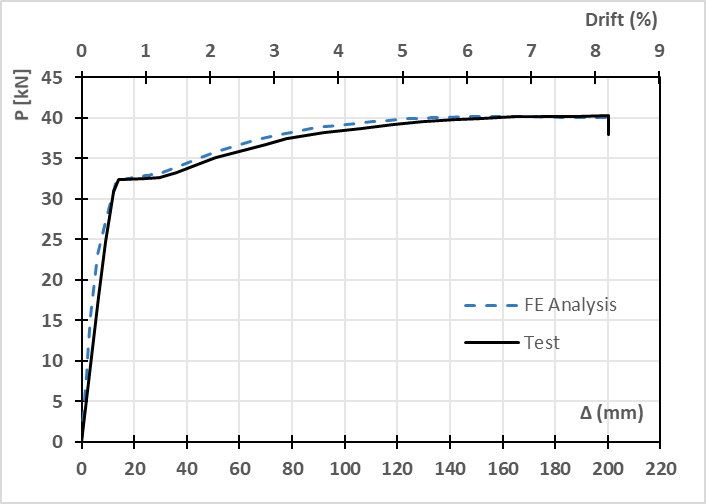 Drift (%)
0 1 2 3 4 5 6 7 8 9
P [kN]
45
40
35
30
25
20
15
10
5
0
FE Analysis
Test
Δ (mm)
0 20 40 60 80 100 120 140 160 180 200 220